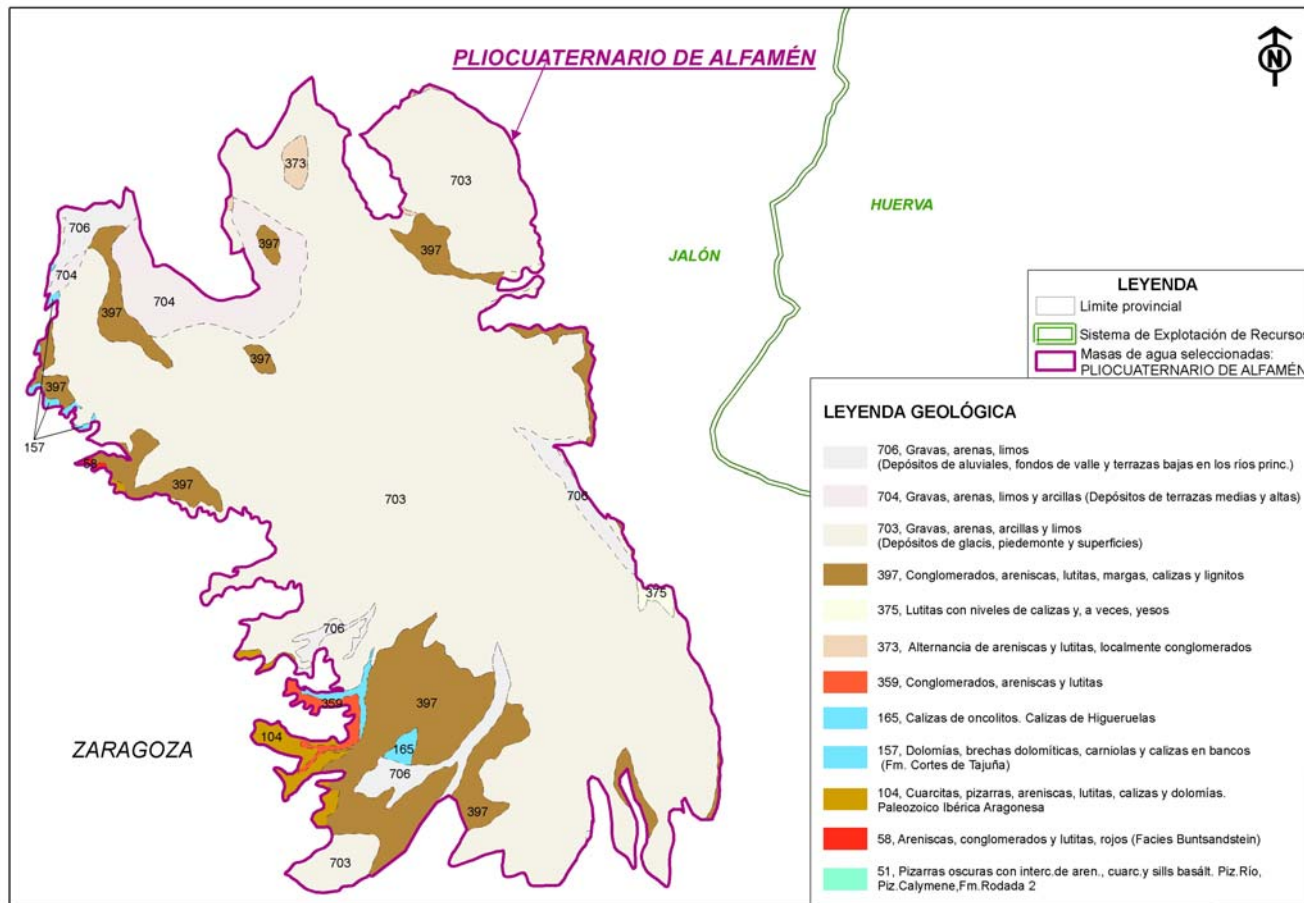 PLIOCUATERNARIO DE ALFAMÉN
N
373
703
HUERVA
706
397
397
JALÓN
704
704
397
397
397
157
58
397
703
706
375
706
359
397
104
165
ZARAGOZA
706
397
703
LEYENDA
Límite provincial
Sistema de Explotación de Recursos
Masas de agua seleccionadas:
PLIOCUATERNARIO DE ALFAMÉN
LEYENDA GEOLÓGICA
706, Gravas, arenas, limos
(Depósitos de aluviales, fondos de valle y terrazas bajas en los ríos princ.)
704, Gravas, arenas, limos y arcillas (Depósitos de terrazas medias y altas)
703, Gravas, arenas, arcillas y limos
(Depósitos de glacis, piedemonte y superficies)
397, Conglomerados, areniscas, lutitas, margas, calizas y lignitos
375, Lutitas con niveles de calizas y, a veces, yesos
373, Alternancia de areniscas y lutitas, localmente conglomerados
359, Conglomerados, areniscas y lutitas
165, Calizas de oncolitos. Calizas de Higueruelas
157, Dolomías, brechas dolomíticas, carniolas y calizas en bancos
(Fm. Cortes de Tajuña)
104, Cuarcitas, pizarras, areniscas, lutitas, calizas y dolomías.
Paleozoico Ibérica Aragonesa
58, Areniscas, conglomerados y lutitas, rojos (Facies Buntsandstein)
51, Pizarras oscuras con interc.de aren., cuarc.y sills basált. Piz.Río,
Piz.Calymene,Fm.Rodada 2